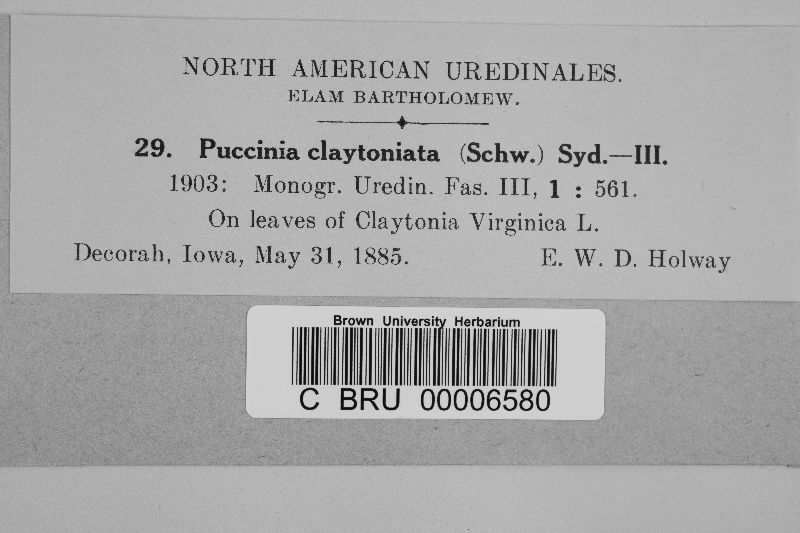 NORTH AMERICAN UREDINALES.
ELAM BARTHOLOMEW.
29. Puccinia claytoniata (Schw.) Syd.—III.
1903: Monogr. Uredin. Fas. III, 1 : 561.
On leaves of Claytonia Virginica L.
Decorah, Iowa, May 31, 1885. E. W. D. Holway
Brown University Herbarium
C BRU 00006580